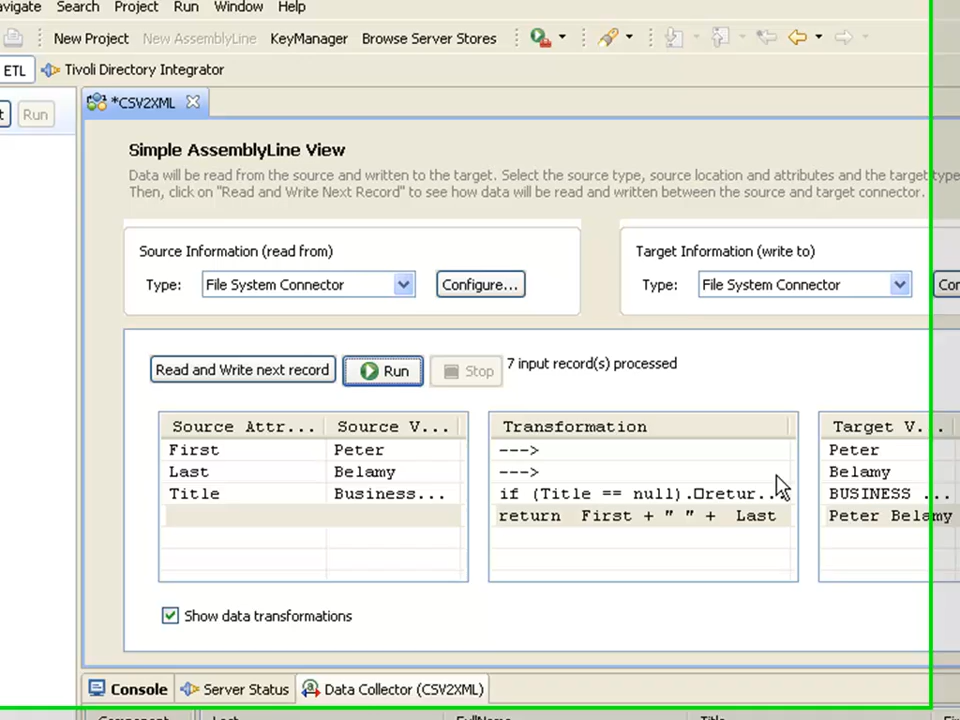 avigate Search Project Run Window Help
New Project New AssemblyLine KeyManager Browse Server Stores
ETL Tivoli Directory Integrator
t Run *CSV2XML
Simple AssemblyLine View
Data will be read from the source and written to the target. Select the source type, source location and attributes and the target type
Then, click on "Read and Write Next Record" to see how data will be read and written between the source and target connector.
Source Information (read from) Target Information (write to)
Type: File System Connector Configure... Type: File System Connector Con
Read and Write next record Run Stop 7 input record(s) processed
Source Attr... Source V... Transformation Target V...
First Peter ---> Peter
Last Belamy ---> Belamy
Title Business... if (Title == null).□retur... BUSINESS ...
return First + " " + Last Peter Belamy
Show data transformations
Console Server Status Data Collector (CSV2XML)
Component Last FullName Title